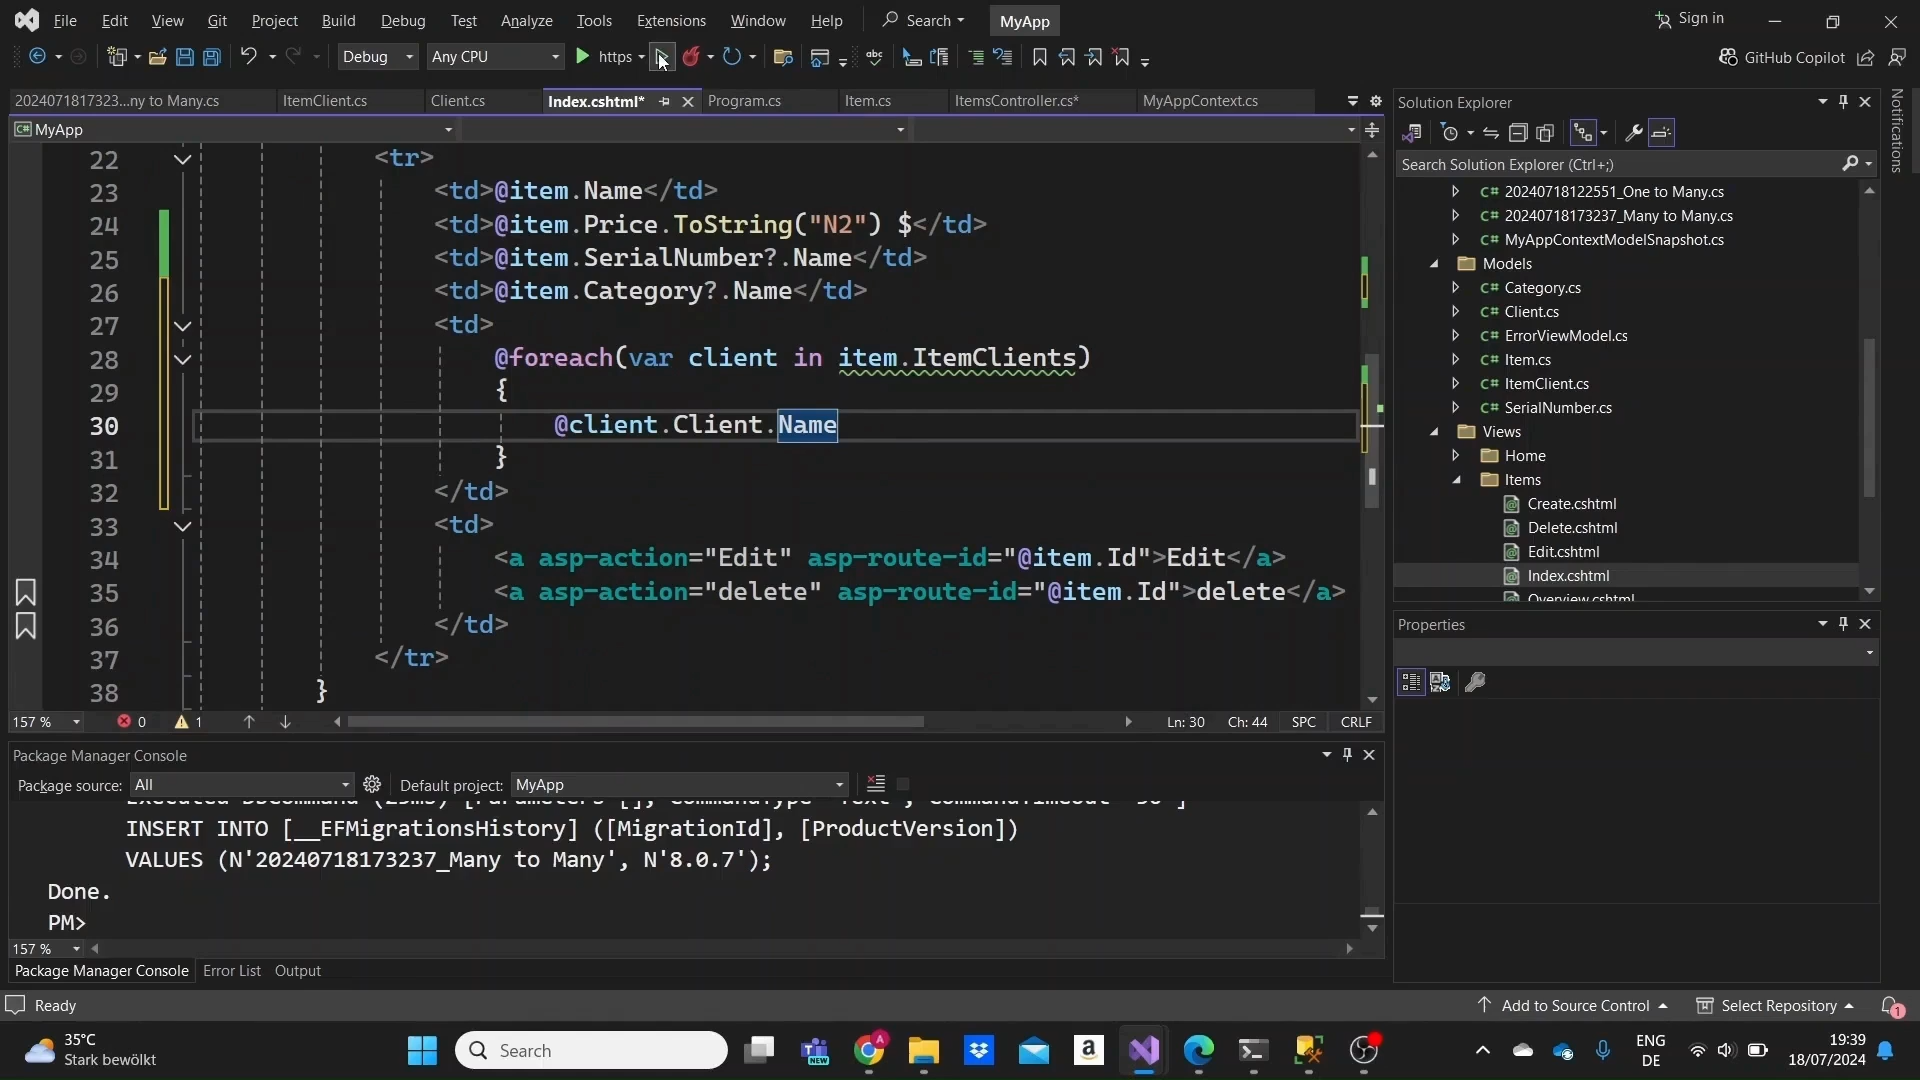 File Edit View Git Project Build Debug Test Analyze Tools Extensions Window Help Search MyApp Sign in
Debug Any CPU https GitHub Copilot
2024071817323...ny to Many.cs ItemClient.cs Client.cs Index.cshtml* Program.cs Item.cs ItemsController.cs* MyAppContext.cs
MyApp
22 <tr>
23 <td>@item.Name</td>
24 <td>@item.Price.ToString("N2") $</td>
25 <td>@item.SerialNumber?.Name</td>
26 <td>@item.Category?.Name</td>
27 <td>
28 @foreach(var client in item.ItemClients)
29 {
30 @client.Client.Name
31 }
32 </td>
33 <td>
34 <a asp-action="Edit" asp-route-id="@item.Id">Edit</a>
35 <a asp-action="delete" asp-route-id="@item.Id">delete</a>
36 </td>
37 </tr>
38 }
157 % 0 1 Ln: 30 Ch: 44 SPC CRLF
Package Manager Console
Package source: All Default project: MyApp
INSERT INTO [__EFMigrationsHistory] ([MigrationId], [ProductVersion])
VALUES (N'20240718173237_Many to Many', N'8.0.7');
Done.
PM>
157 %
Package Manager Console Error List Output
Solution Explorer
Search Solution Explorer (Ctrl+;)
C# 20240718122551_One to Many.cs
C# 20240718173237_Many to Many.cs
C# MyAppContextModelSnapshot.cs
Models
C# Category.cs
C# Client.cs
C# ErrorViewModel.cs
C# Item.cs
C# ItemClient.cs
C# SerialNumber.cs
Views
Home
Items
Create.cshtml
Delete.cshtml
Edit.cshtml
Index.cshtml
Overview.cshtml
Properties
Notifications
Ready Add to Source Control Select Repository 1
35°C
Stark bewölkt
Search
NEW
A
ENG
DE
19:39
18/07/2024